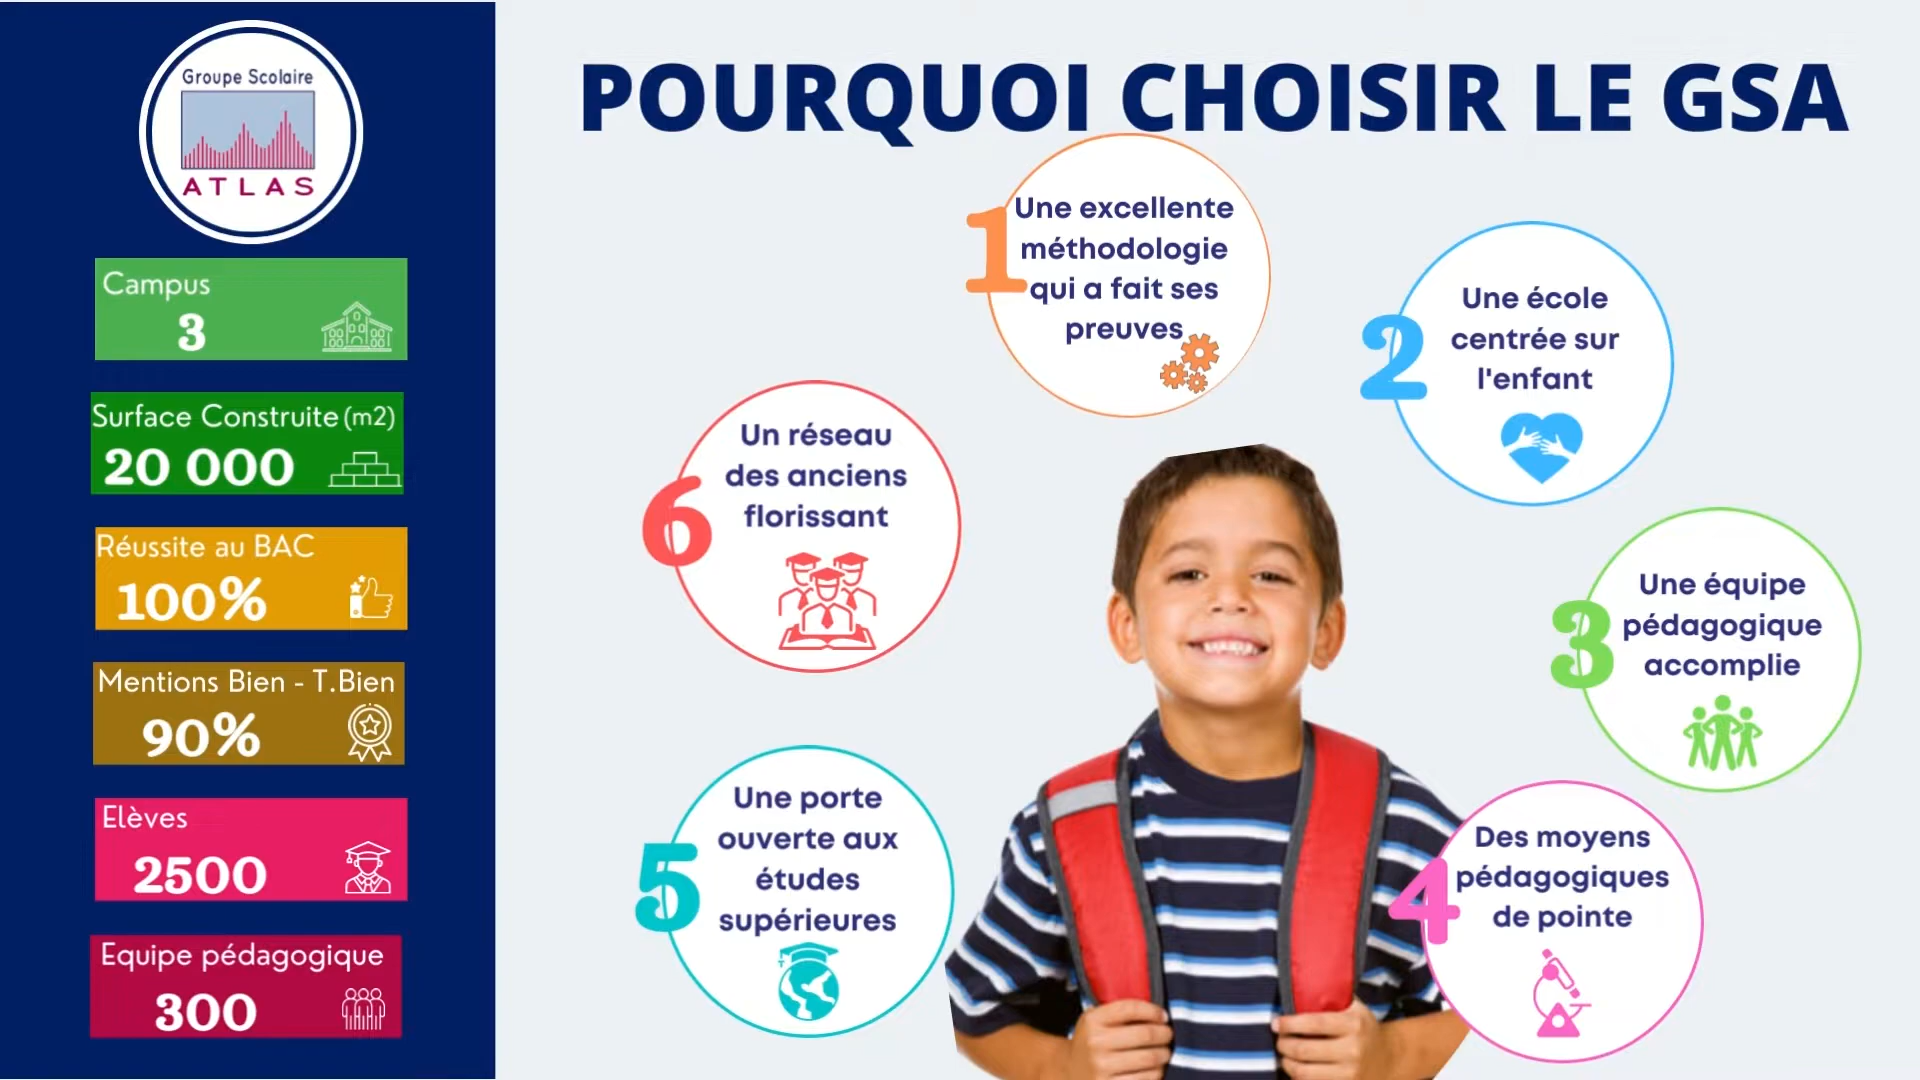 Groupe Scolaire
ATLAS
Campus
3
Surface Construite (m2)
20 000
Réussite au BAC
100%
Mentions Bien - T.Bien
90%
Elèves
2500
Equipe pédagogique
300
POURQUOI CHOISIR LE GSA
1
Une excellente
méthodologie
qui a fait ses
preuves
2
Une école
centrée sur
l'enfant
3
Une équipe
pédagogique
accomplie
4
Des moyens
pédagogiques
de pointe
5
Une porte
ouverte aux
études
supérieures
6
Un réseau
des anciens
florissant